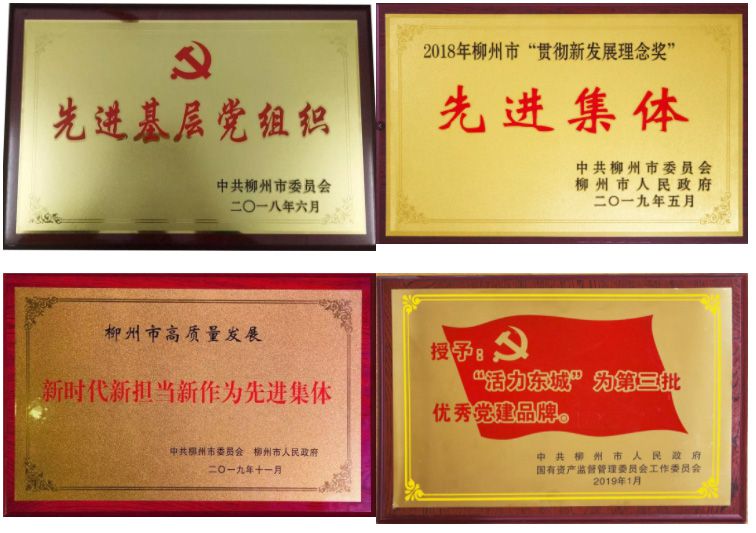 先进基层党组织
中共柳州市委员会
二〇一八年六月
2018年柳州市“贯彻新发展理念奖”
先进集体
中共柳州市委员会
柳州市人民政府
二〇一九年五月
柳州市高质量发展
新时代新担当新作为先进集体
中共柳州市委员会 柳州市人民政府
二〇一九年十一月
授予：
“活力东城”为第三批
优秀党建品牌。
中共柳州市人民政府
国有资产监督管理委员会工作委员会
2019年1月